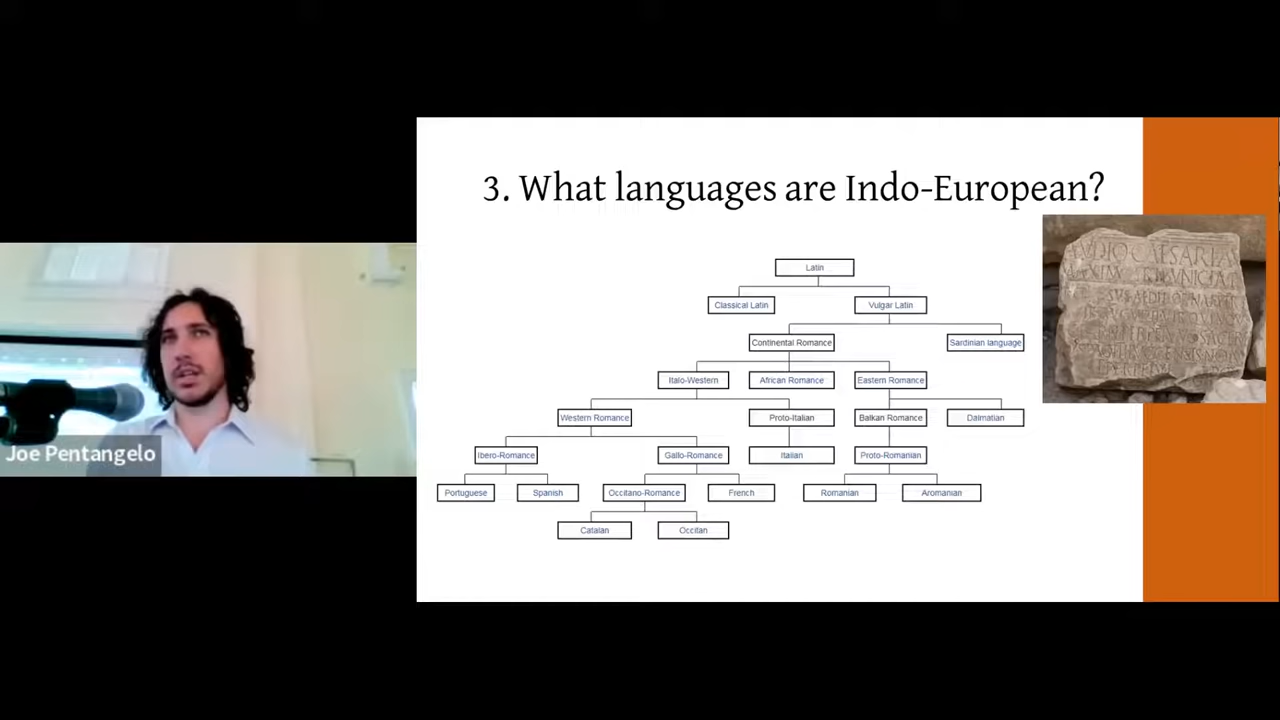 3. What languages are Indo-European?
Latin
Classical Latin
Vulgar Latin
Continental Romance
Sardinian language
Italo-Western
African Romance
Eastern Romance
Western Romance
Proto-Italian
Balkan Romance
Dalmatian
Ibero-Romance
Gallo-Romance
Italian
Proto-Romanian
Portuguese
Spanish
Occitano-Romance
French
Romanian
Aromanian
Catalan
Occitan
Joe Pentangelo